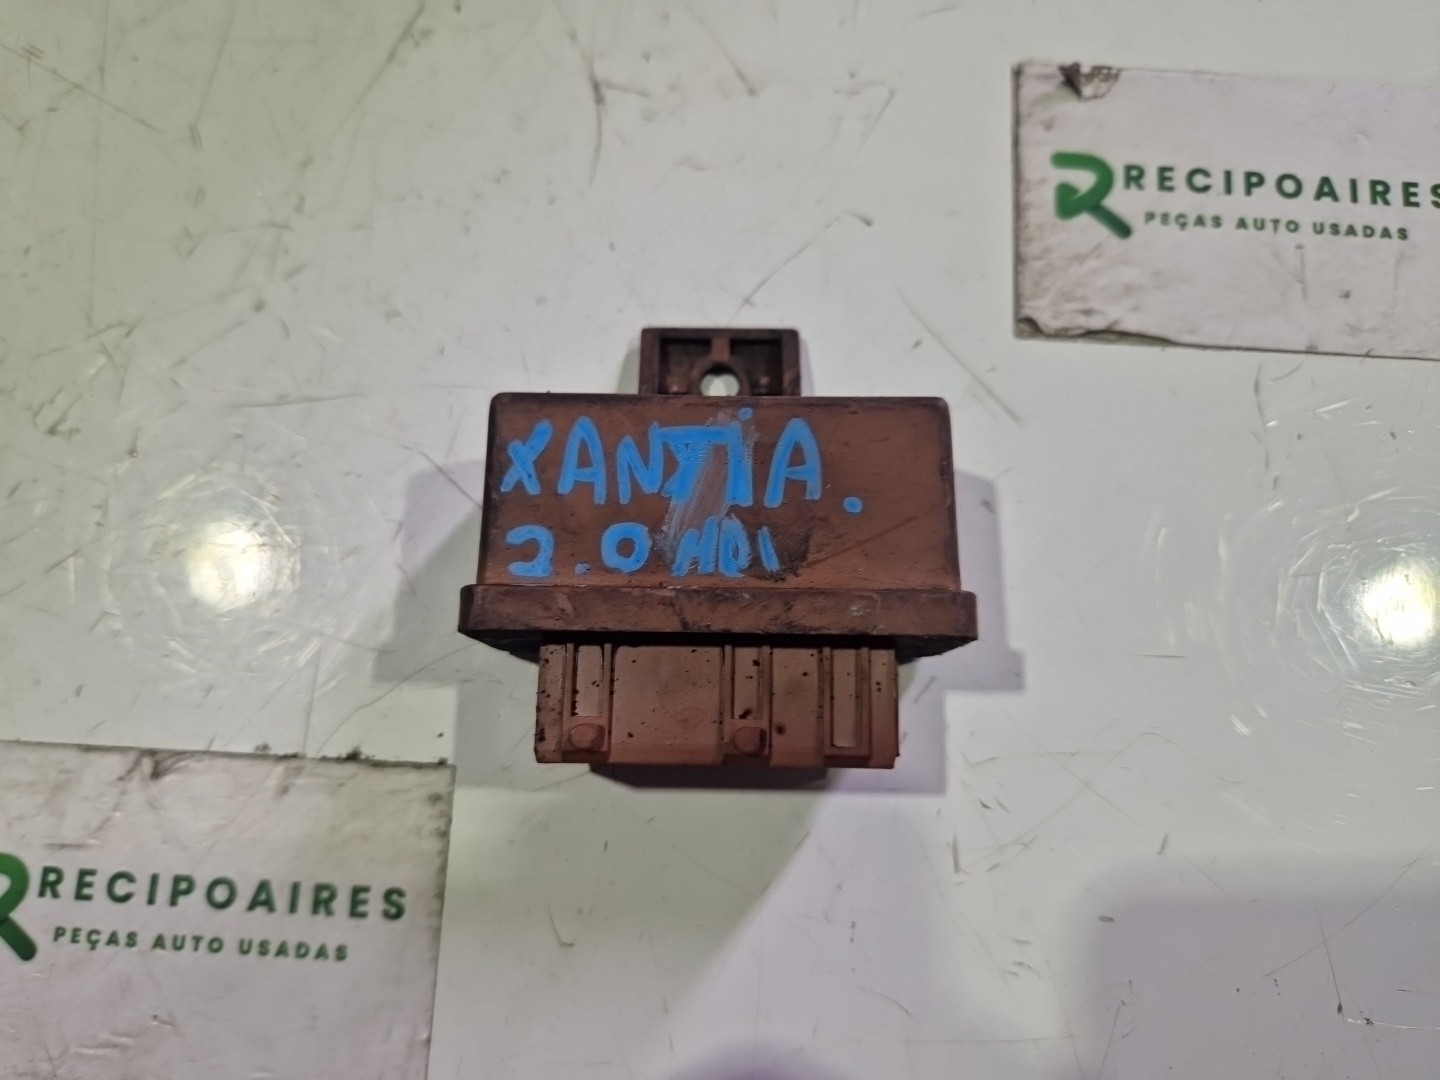 RECIPOAIRES
PEÇAS AUTO USADAS
XANTiA.
2.0 HDi
RECIPOAIRES
PEÇAS AUTO USADAS